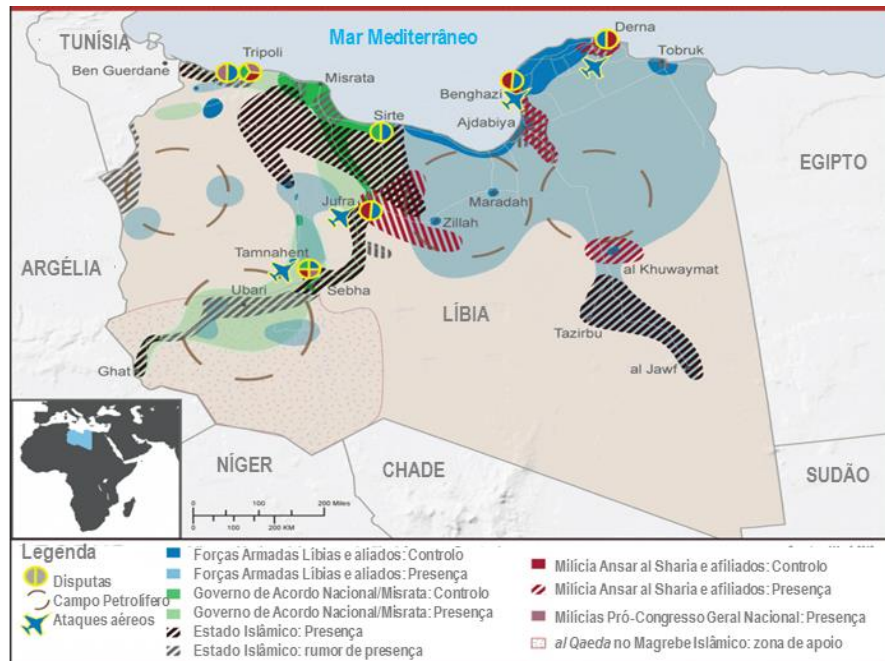 TUNÍSIA
Ben Guerdane
Tripoli
Mar Mediterrâneo
Derna
Tobruk
Misrata
Benghazi
Sirte
Ajdabiya
EGIPTO
Jufra
Maradah
Zillah
ARGÉLIA
Tamnahent
al Khuwaymat
Ubari
Sebha
LÍBIA
Tazirbu
Ghat
al Jawf
NÍGER
CHADE
SUDÃO
0 100 200 Miles
0 100 200 KM
Legenda
Disputas
Campo Petrolífero
Ataques aéreos
Forças Armadas Líbias e aliados: Controlo
Forças Armadas Líbias e aliados: Presença
Governo de Acordo Nacional/Misrata: Controlo
Governo de Acordo Nacional/Misrata: Presença
Estado Islâmico: Presença
Estado Islâmico: rumor de presença
Milícia Ansar al Sharia e afiliados: Controlo
Milícia Ansar al Sharia e afiliados: Presença
Milícias Pró-Congresso Geral Nacional: Presença
al Qaeda no Magrebe Islâmico: zona de apoio